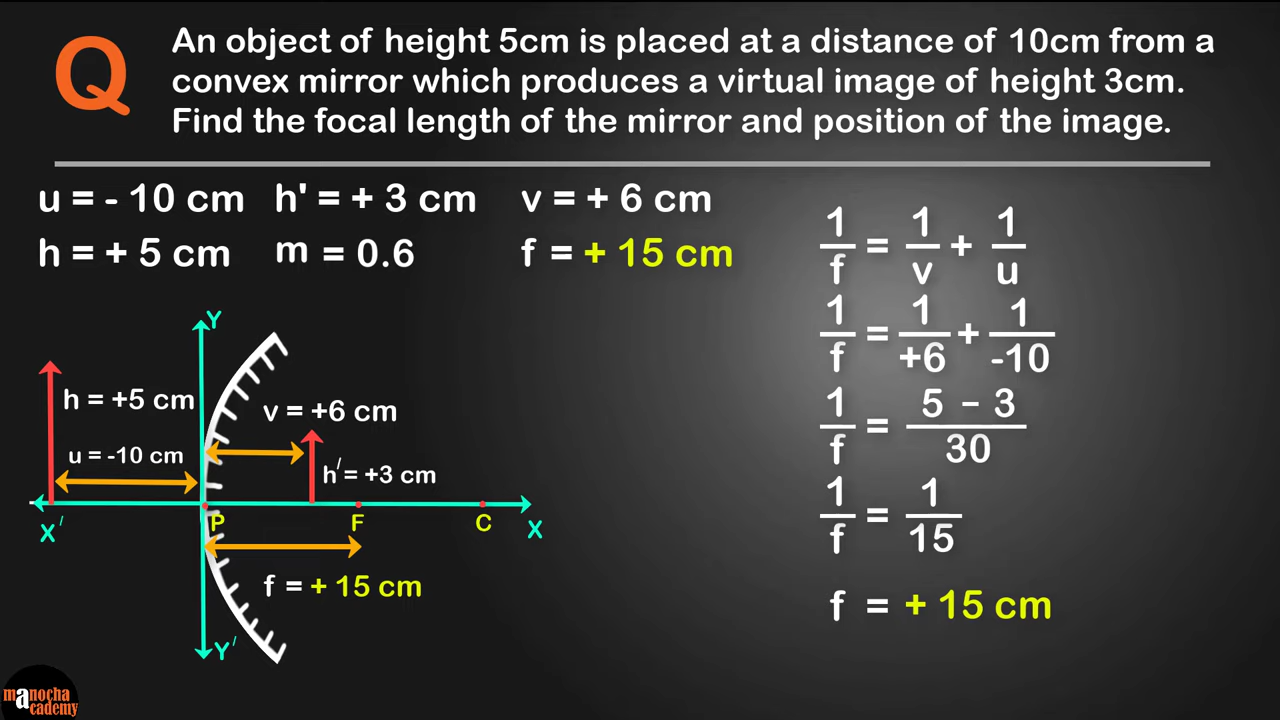 Q
An object of height 5cm is placed at a distance of 10cm from a
convex mirror which produces a virtual image of height 3cm.
Find the focal length of the mirror and position of the image.
u = - 10 cm h' = + 3 cm v = + 6 cm
h = + 5 cm m = 0.6 f = + 15 cm
1/f = 1/v + 1/u
1/f = 1/+6 + 1/-10
1/f = 5 – 3/30
1/f = 1/15
f = + 15 cm
Y
h = +5 cm
v = +6 cm
u = -10 cm
h' = +3 cm
X' P F C X
f = + 15 cm
Y'
manocha
academy